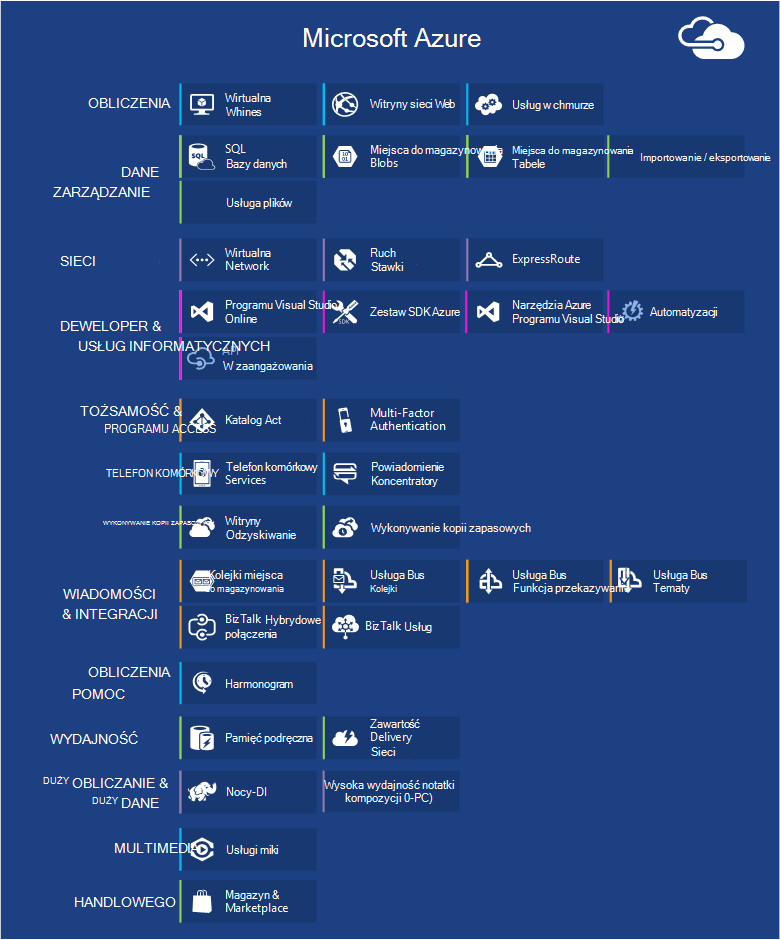 Microsoft Azure
OBLICZENIA
Wirtualna
Whines
Witryny sieci Web
Usług w chmurze
DANE
ZARZĄDZANIE
SQL
SQL
Bazy danych
10
01
Miejsca do magazynowania
Blobs
Miejsca do magazynowania
Tabele
Importowanie / eksportowanie
Usługa plików
SIECI
Wirtualna
Network
Ruch
Stawki
ExpressRoute
DEWELOPER &
USŁUG INFORMATYCZNYCH
Programu Visual Studio
Online
SDK
Zestaw SDK Azure
Narzędzia Azure
Programu Visual Studio
Automatyzacji
API
W zaangażowania
TOŻSAMOŚĆ &
PROGRAMU ACCESS
Katalog Act
Multi-Factor
Authentication
TELEFON KOMÓRKOWY
Telefon komórkowy
Services
Powiadomienie
Koncentratory
WYKONYWANIE KOPII ZAPASOWYCH
Witryny
Odzyskiwanie
Wykonywanie kopii zapasowych
WIADOMOŚCI
& INTEGRACJI
Kolejki miejsca
do magazynowania
Usługa Bus
Kolejki
Usługa Bus
Funkcja przekazywania
Usługa Bus
Tematy
BizTalk Hybrydowe
połączenia
BizTalk Usług
OBLICZENIA
POMOC
Harmonogram
WYDAJNOŚĆ
Pamięć podręczna
Zawartość
Delivery
Sieci
DUŻY OBLICZANIE &
DUŻY DANE
Nocy-DI
Wysoka wydajność notatki
kompozycji 0-PC)
MULTIMEDIA
Usługi miki
HANDLOWEGO
Magazyn &
Marketplace